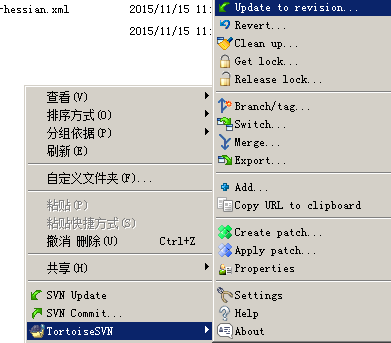 hessian.xml 2015/11/15 11:
2015/11/15 11:
查看(V)
排序方式(O)
分组依据(P)
刷新(E)
自定义文件夹(F)...
粘贴(P)
粘贴快捷方式(S)
撤消 删除(U) Ctrl+Z
共享(H)
SVN Update
SVN Commit...
TortoiseSVN
Update to revision...
Revert...
Clean up...
Get lock...
Release lock...
Branch/tag...
Switch...
Merge...
Export...
Add...
Copy URL to clipboard
Create patch...
Apply patch...
Properties
Settings
Help
About